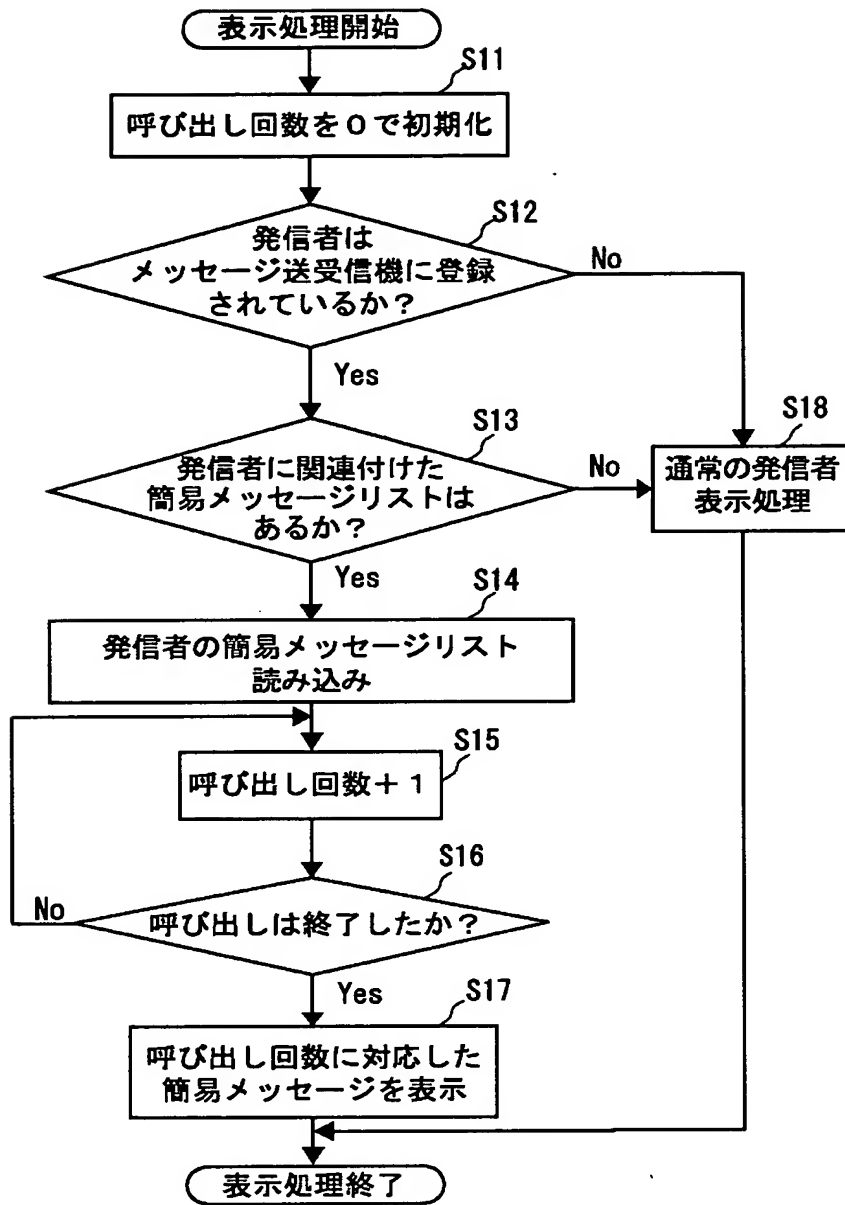 表示処理開始
S11
呼び出し回数を0で初期化
S12
発信者は
メッセージ送受信機に登録
されているか？
No
Yes
S13
発信者に関連付けた
簡易メッセージリストは
あるか？
No
S18
通常の発信者
表示処理
Yes
S14
発信者の簡易メッセージリスト
読み込み
S15
呼び出し回数＋１
S16
呼び出しは終了したか？
No
Yes
S17
呼び出し回数に対応した
簡易メッセージを表示
表示処理終了